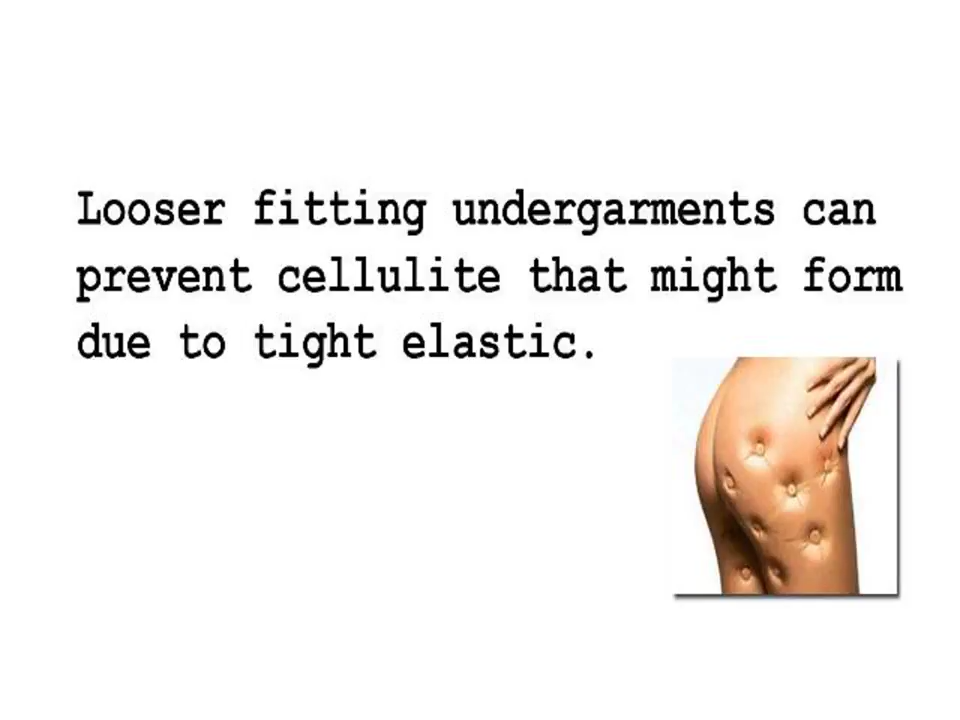 Looser fitting undergarments can
prevent cellulite that might form
due to tight elastic.